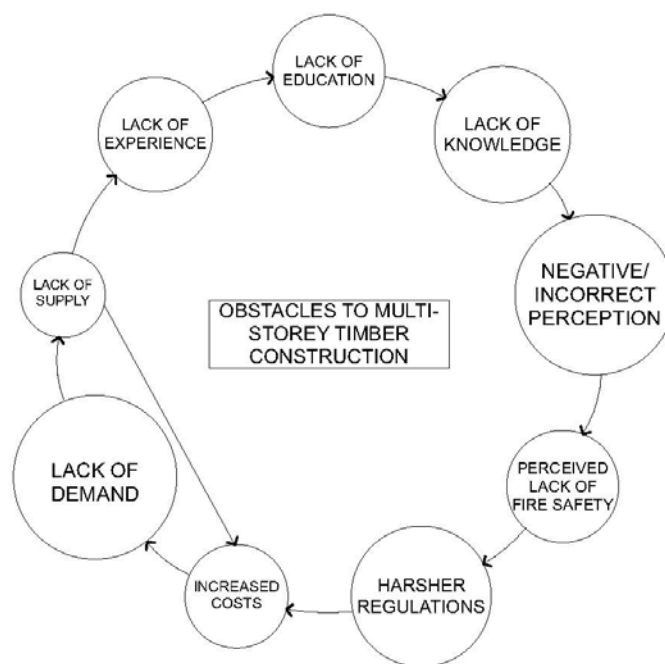 LACK OF
EDUCATION
LACK OF
KNOWLEDGE
NEGATIVE/
INCORRECT
PERCEPTION
PERCEIVED
LACK OF
FIRE SAFETY
HARSHER
REGULATIONS
INCREASED
COSTS
LACK OF
DEMAND
LACK OF
SUPPLY
LACK OF
EXPERIENCE
OBSTACLES TO MULTI-
STOREY TIMBER
CONSTRUCTION